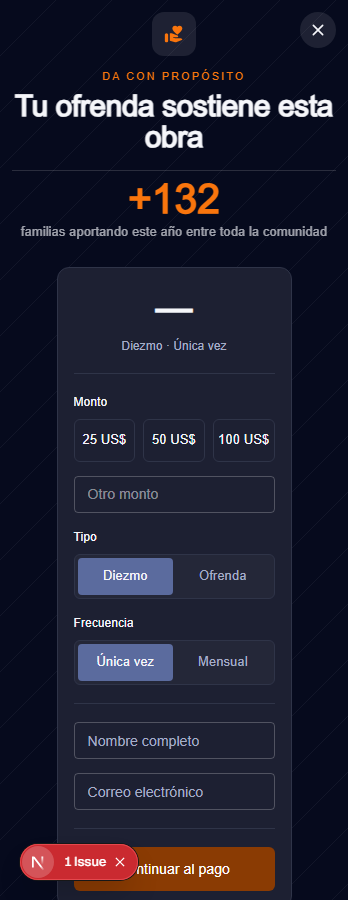 DA CON PROPÓSITO
Tu ofrenda sostiene esta
obra
+132
familias aportando este año entre toda la comunidad
—
Diezmo · Única vez
Monto
25 US$ 50 US$ 100 US$
Otro monto
Tipo
Diezmo Ofrenda
Frecuencia
Única vez Mensual
Nombre completo
Correo electrónico
N 1 Issue
ntinuar al pago